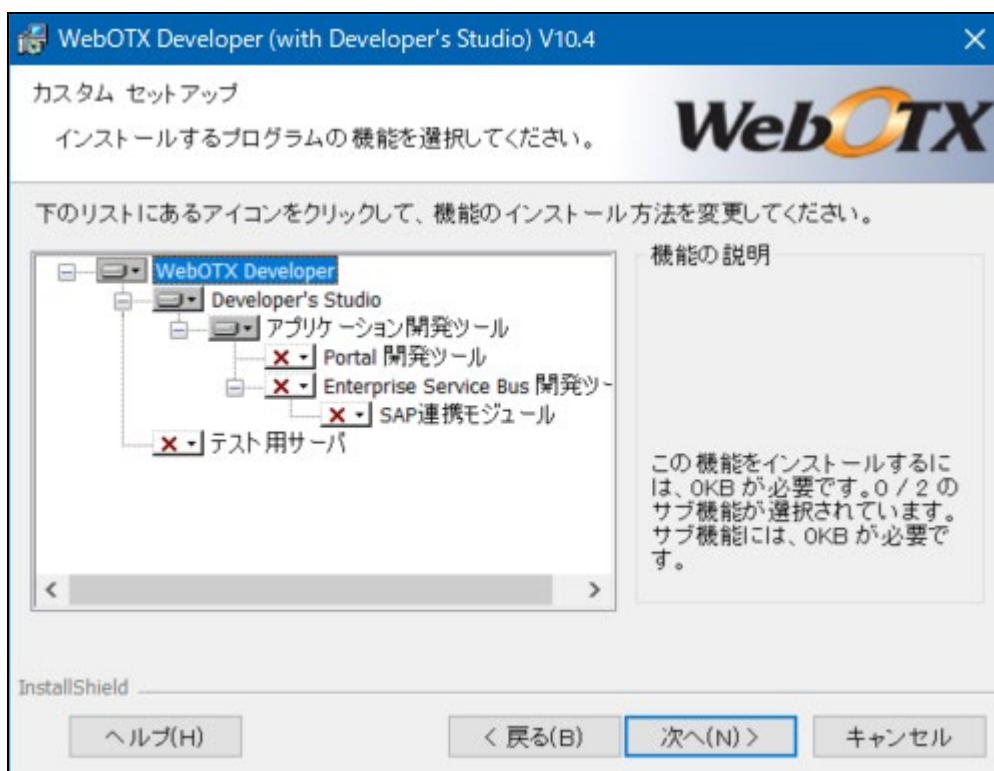 WebOTX Developer (with Developer's Studio) V10.4
カスタム セットアップ
インストールするプログラムの機能を選択してください。
WebOTX
下のリストにあるアイコンをクリックして、機能のインストール方法を変更してください。
WebOTX Developer
Developer's Studio
アプリケーション開発ツール
Portal 開発ツール
Enterprise Service Bus 開発ツー
SAP連携モジュール
テスト用サーバ
機能の説明
この機能をインストールするに
は、0KB が必要です。0 / 2 の
サブ機能が選択されています。
サブ機能には、0KB が必要で
す。
InstallShield
ヘルプ(H)
< 戻る(B)
次へ(N) >
キャンセル